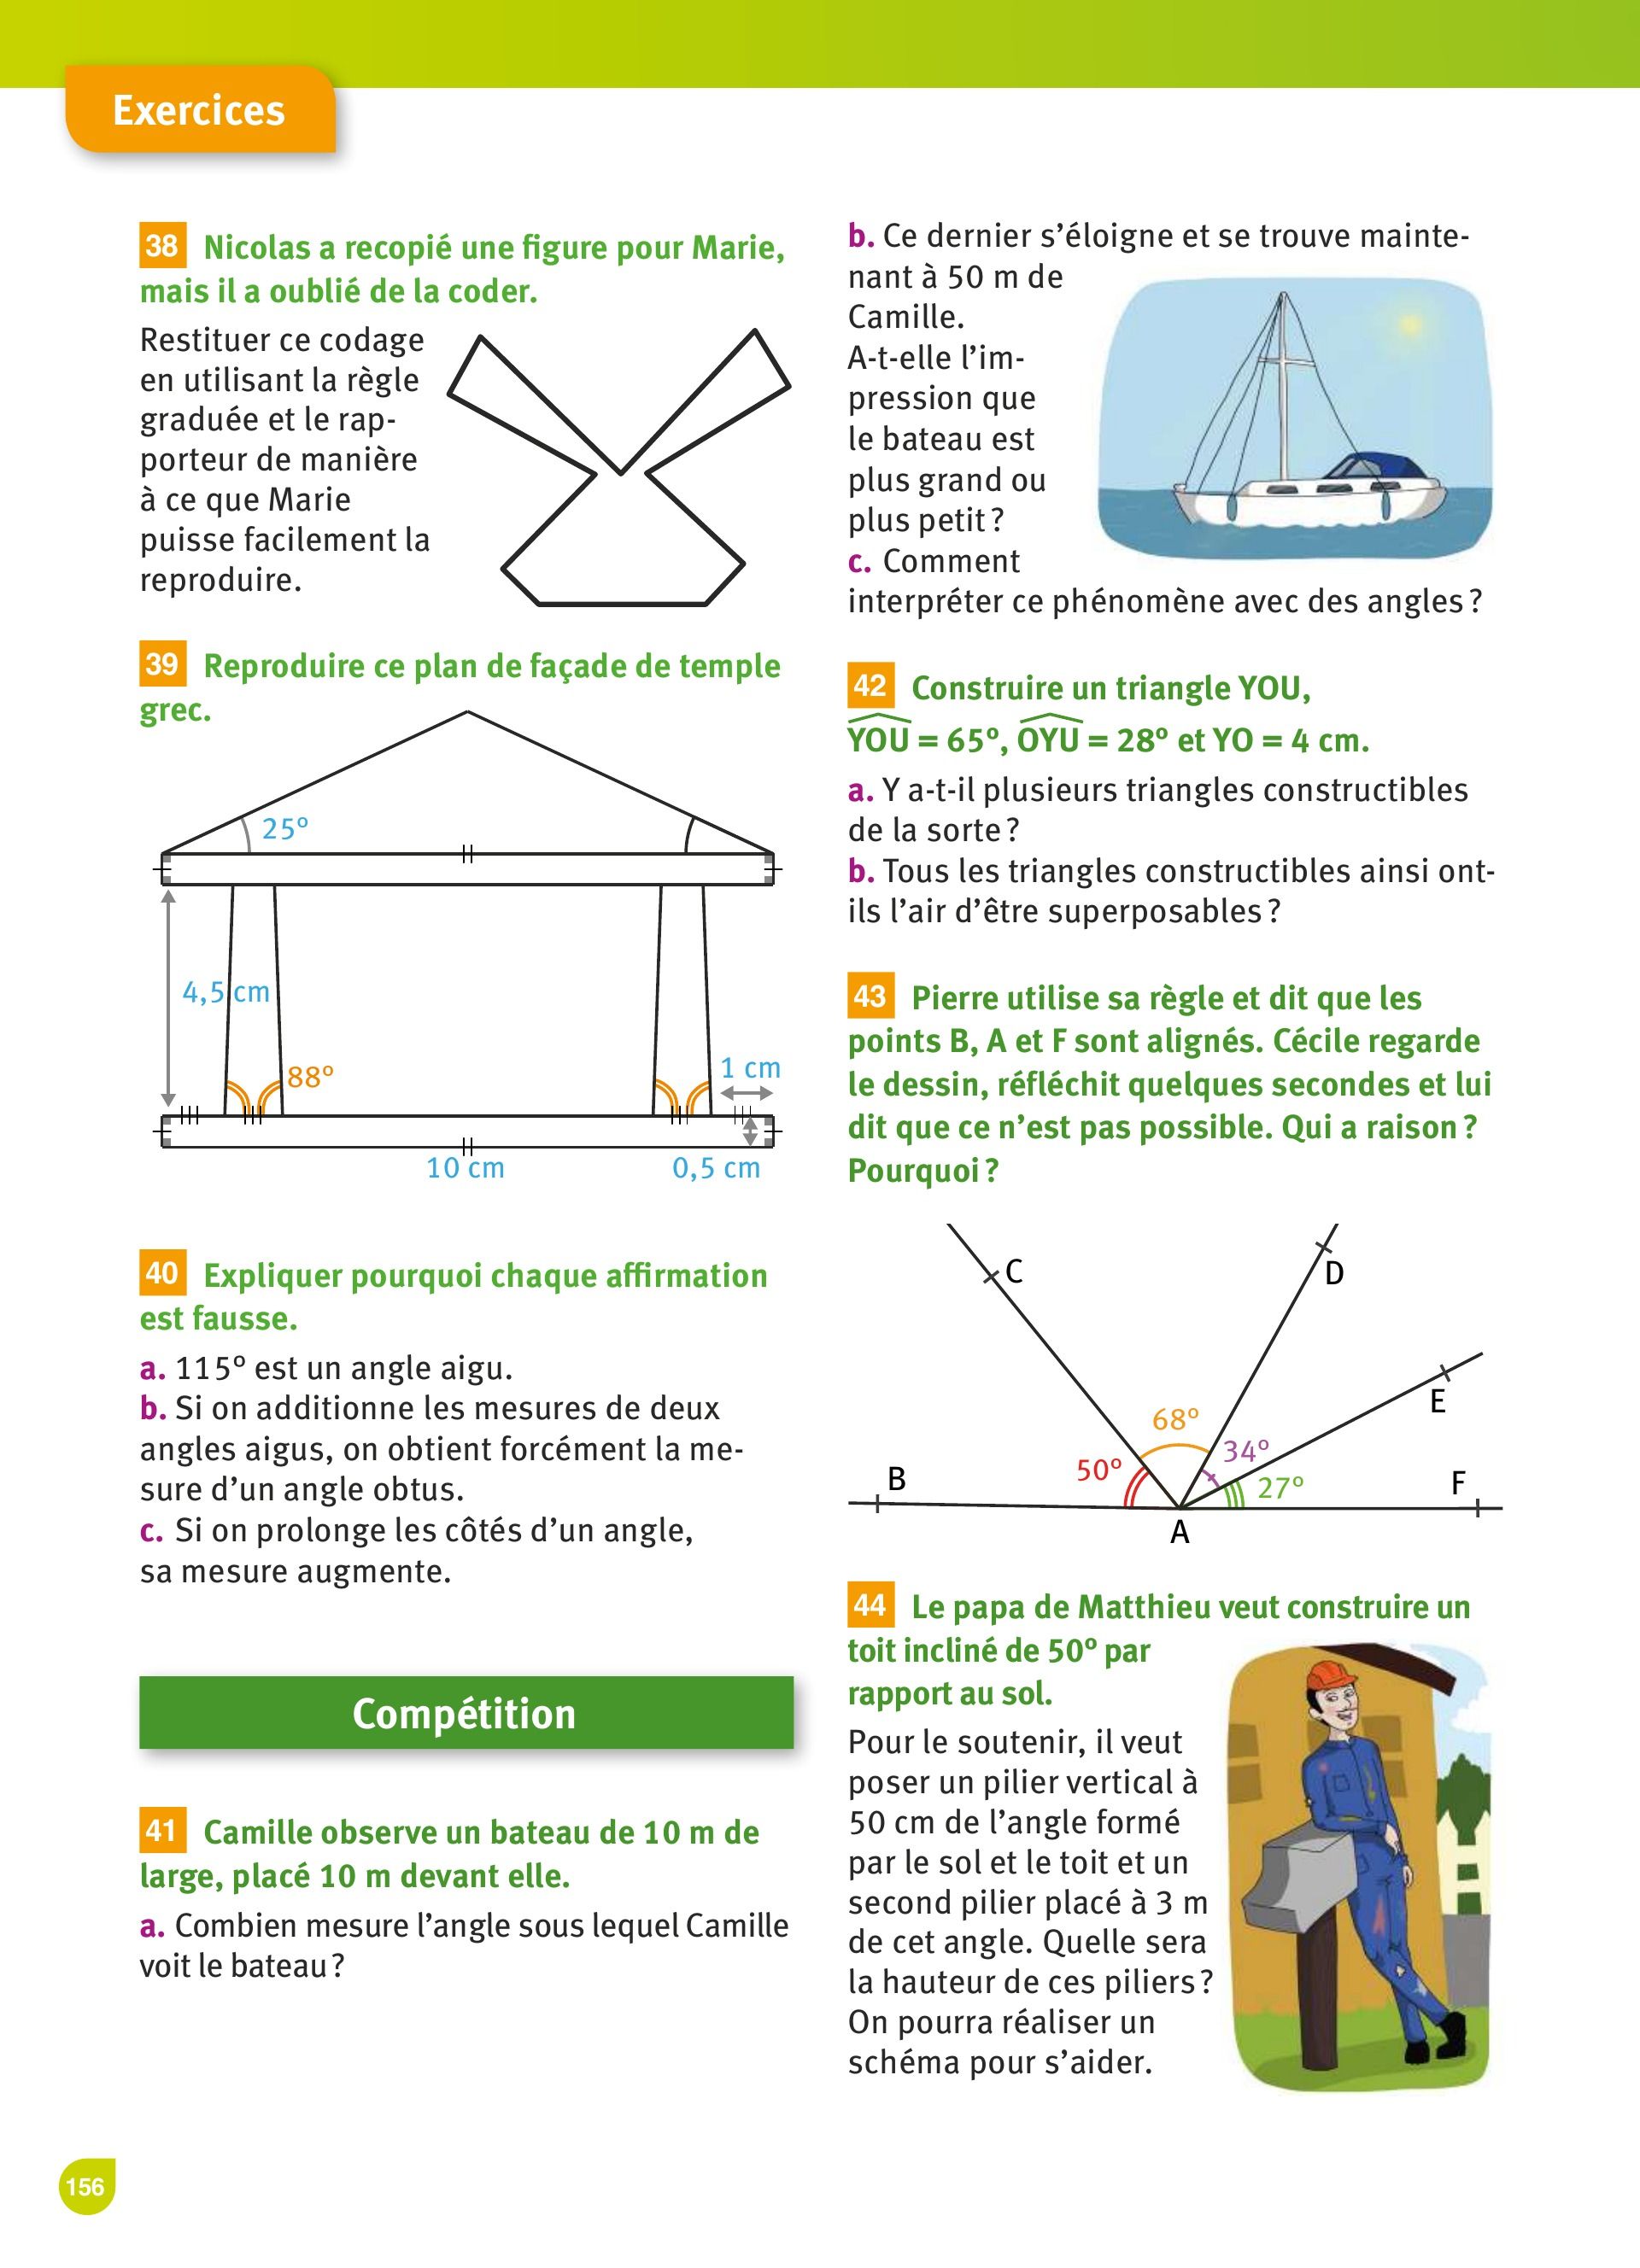 Exercices
38 Nicolas a recopié une figure pour Marie,
mais il a oublié de la coder.
Restituer ce codage
en utilisant la règle
graduée et le rap-
porteur de manière
à ce que Marie
puisse facilement la
reproduire.
39 Reproduire ce plan de façade de temple
grec.
25°
4,5 cm
88°
1 cm
10 cm
0,5 cm
40 Expliquer pourquoi chaque affirmation
est fausse.
a. 115° est un angle aigu.
b. Si on additionne les mesures de deux
angles aigus, on obtient forcément la me-
sure d’un angle obtus.
c. Si on prolonge les côtés d’un angle,
sa mesure augmente.
Compétition
41 Camille observe un bateau de 10 m de
large, placé 10 m devant elle.
a. Combien mesure l’angle sous lequel Camille
voit le bateau ?
b. Ce dernier s’éloigne et se trouve mainte-
nant à 50 m de
Camille.
A-t-elle l’im-
pression que
le bateau est
plus grand ou
plus petit ?
c. Comment
interpréter ce phénomène avec des angles ?
42 Construire un triangle YOU,
YOU = 65°, OYU = 28° et YO = 4 cm.
a. Y a-t-il plusieurs triangles constructibles
de la sorte ?
b. Tous les triangles constructibles ainsi ont-
ils l’air d’être superposables ?
43 Pierre utilise sa règle et dit que les
points B, A et F sont alignés. Cécile regarde
le dessin, réfléchit quelques secondes et lui
dit que ce n’est pas possible. Qui a raison ?
Pourquoi ?
C
D
E
68°
34°
50°
27°
B
F
A
44 Le papa de Matthieu veut construire un
toit incliné de 50° par
rapport au sol.
Pour le soutenir, il veut
poser un pilier vertical à
50 cm de l’angle formé
par le sol et le toit et un
second pilier placé à 3 m
de cet angle. Quelle sera
la hauteur de ces piliers ?
On pourra réaliser un
schéma pour s’aider.
156